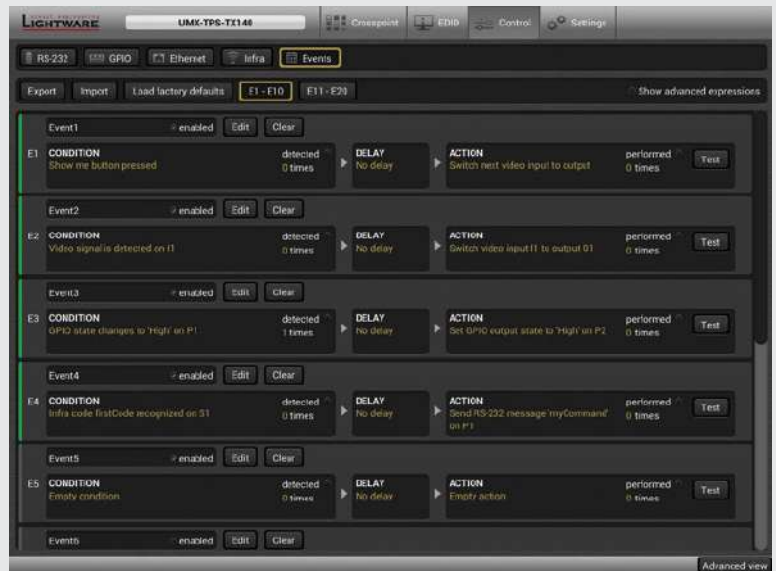 LIGHTWARE
UMX-TPS-TX140 Crosspoint EDID Control Settings
RS-232 GPIO Ethernet Infra Events
Export Import Load factory defaults E1 - E10 E11 - E20 Show advanced expressions
Event1 enabled Edit Clear
E1 CONDITION detected DELAY ACTION performed Test
Show me button pressed 0 times No delay Switch next video input to output 0 times
Event2 enabled Edit Clear
E2 CONDITION detected DELAY ACTION performed Test
Video signal is detected on I1 0 times No delay Switch video input I1 to output O1 0 times
Event3 enabled Edit Clear
E3 CONDITION detected DELAY ACTION performed Test
GPIO state changes to 'High' on P1 1 times No delay Set GPIO output state to 'High' on P2 0 times
Event4 enabled Edit Clear
E4 CONDITION detected DELAY ACTION performed Test
Infra code firstCode recognized on S1 0 times No delay Send RS-232 message 'myCommand' 0 times
on P1
Event5 enabled Edit Clear
E5 CONDITION detected DELAY ACTION performed Test
Empty condition 0 times No delay Empty action 0 times
Event6 enabled Edit Clear
Advanced view